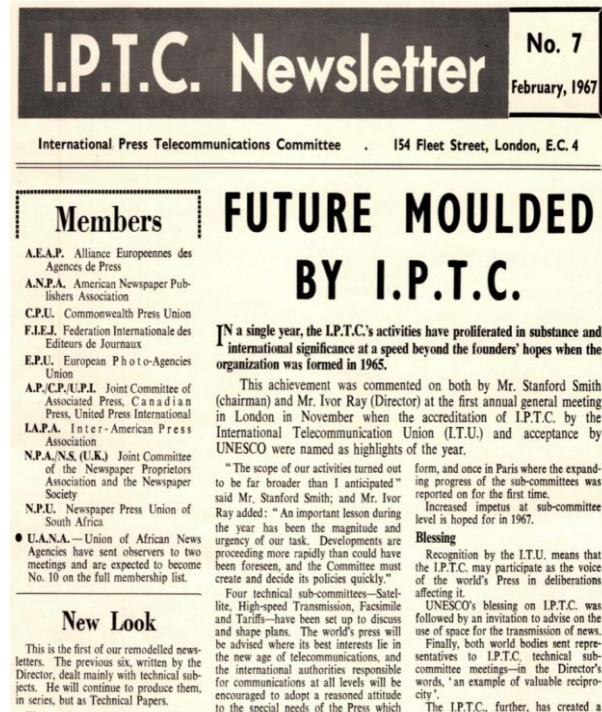 I.P.T.C. Newsletter
No. 7
February, 1967
International Press Telecommunications Committee . 154 Fleet Street, London, E.C. 4
Members
A.E.A.P. Alliance Europeennes des
Agences de Press
A.N.P.A. American Newspaper Pub-
lishers Association
C.P.U. Commonwealth Press Union
F.I.E.J. Federation Internationale des
Editeurs de Journaux
E.P.U. European Photo-Agencies
Union
A.P./C.P./U.P.I. Joint Committee of
Associated Press, Canadian
Press, United Press International
I.A.P.A. Inter-American Press
Association
N.P.A./N.S. (U.K.) Joint Committee
of the Newspaper Proprietors
Association and the Newspaper
Society
N.P.U. Newspaper Press Union of
South Africa
● U.A.N.A.—Union of African News
Agencies have sent observers to two
meetings and are expected to become
No. 10 on the full membership list.
New Look
This is the first of our remodelled news-
letters. The previous six, written by the
Director, dealt mainly with technical sub-
jects. He will continue to produce them,
in series, but as Technical Papers.
FUTURE MOULDED
BY I.P.T.C.
IN a single year, the I.P.T.C.'s activities have proliferated in substance and
international significance at a speed beyond the founders' hopes when the
organization was formed in 1965.
This achievement was commented on both by Mr. Stanford Smith
(chairman) and Mr. Ivor Ray (Director) at the first annual general meeting
in London in November when the accreditation of I.P.T.C. by the
International Telecommunication Union (I.T.U.) and acceptance by
UNESCO were named as highlights of the year.
"The scope of our activities turned out
to be far broader than I anticipated"
said Mr. Stanford Smith; and Mr. Ivor
Ray added: "An important lesson during
the year has been the magnitude and
urgency of our task. Developments are
proceeding more rapidly than could have
been foreseen, and the Committee must
create and decide its policies quickly."
Four technical sub-committees—Satel-
lite, High-speed Transmission, Facsimile
and Tariffs—have been set up to discuss
and shape plans. The world's press will
be advised where its best interests lie in
the new age of telecommunications, and
the international authorities responsible
for communications at all levels will be
encouraged to adopt a reasoned attitude
to the special needs of the Press which
form, and once in Paris where the expand-
ing progress of the sub-committees was
reported on for the first time.
Increased impetus at sub-committee
level is hoped for in 1967.
Blessing
Recognition by the I.T.U. means that
the I.P.T.C. may participate as the voice
of the world's Press in deliberations
affecting it.
UNESCO's blessing on I.P.T.C. was
followed by an invitation to advise on the
use of space for the transmission of news.
Finally, both world bodies sent repre-
sentatives to I.P.T.C. technical sub-
committee meetings—in the Director's
words, 'an example of valuable recipro-
city'.
The I.P.T.C., further, has created a